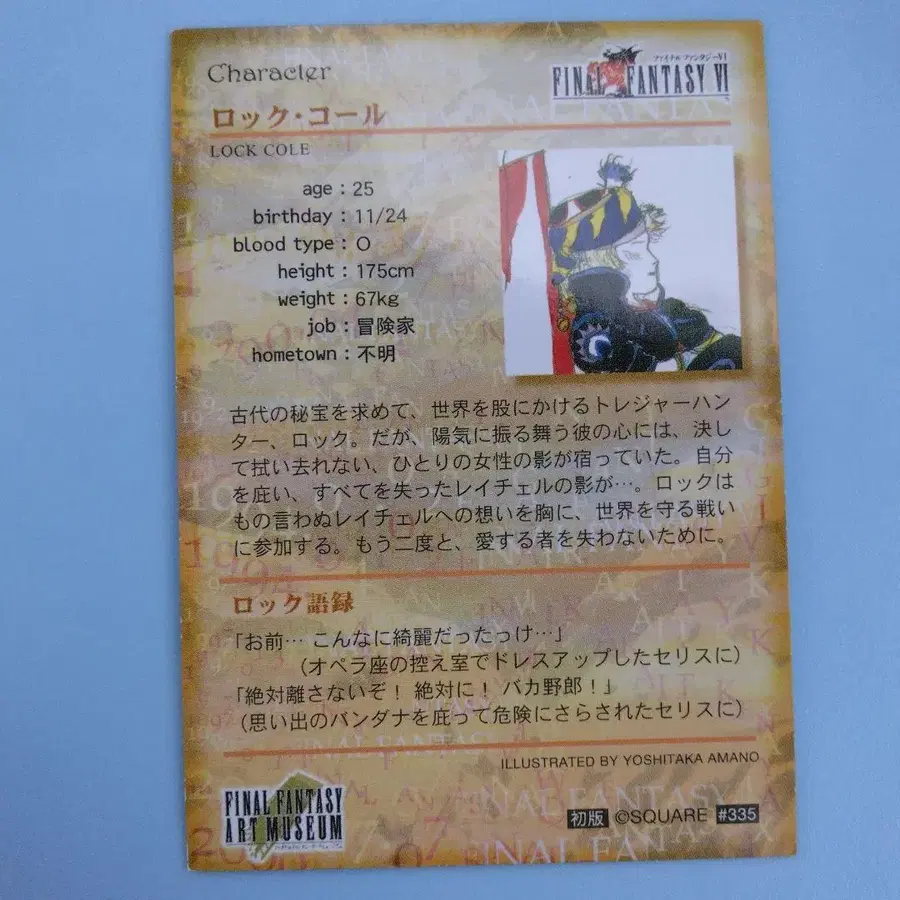 Character
ファイナルファンタジーVI
FINAL FANTASY VI
ロック・コール
LOCK COLE
age : 25
birthday : 11/24
blood type : O
height : 175cm
weight : 67kg
job : 冒険家
hometown : 不明
古代の秘宝を求めて、世界を股にかけるトレジャーハン
ター、ロック。だが、陽気に振る舞う彼の心には、決し
て拭い去れない、ひとりの女性の影が宿っていた。自分
を庇い、すべてを失ったレイチェルの影が…。ロックは
もの言わぬレイチェルへの想いを胸に、世界を守る戦い
に参加する。もう二度と、愛する者を失わないために。
ロック語録
「お前… こんなに綺麗だったっけ…」
（オペラ座の控え室でドレスアップしたセリスに）
「絶対離さないぞ！ 絶対に！ バカ野郎！」
（思い出のバンダナを庇って危険にさらされたセリスに）
ILLUSTRATED BY YOSHITAKA AMANO
FINAL FANTASY
ART MUSEUM
初版 ©SQUARE #335